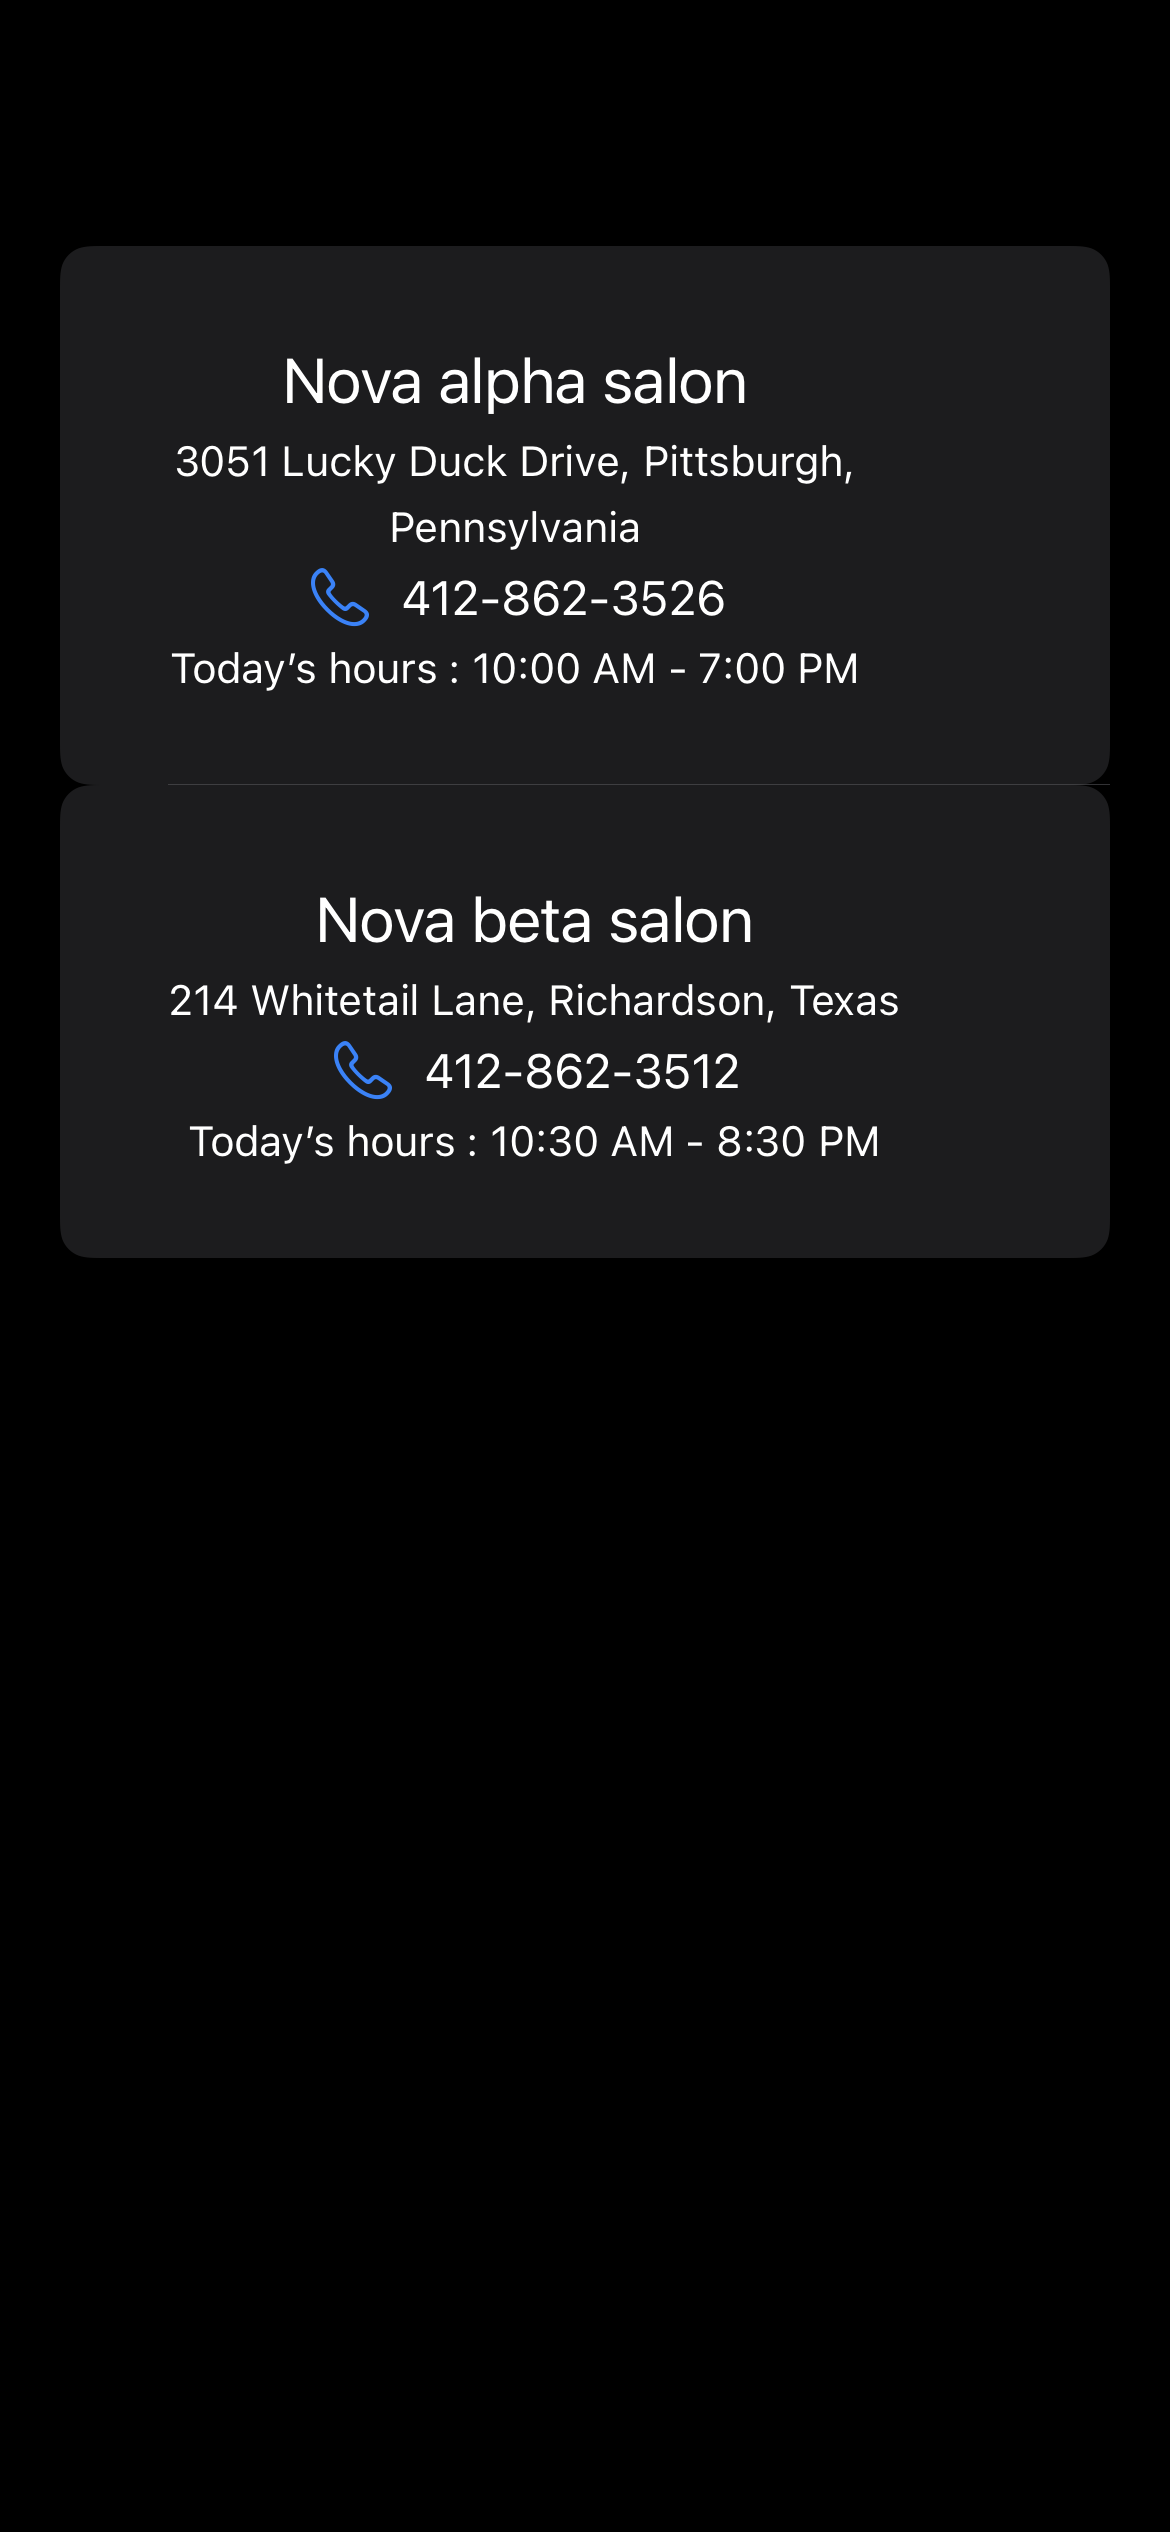 Nova alpha salon
3051 Lucky Duck Drive, Pittsburgh,
Pennsylvania
412-862-3526
Today’s hours : 10:00 AM - 7:00 PM
Nova beta salon
214 Whitetail Lane, Richardson, Texas
412-862-3512
Today’s hours : 10:30 AM - 8:30 PM